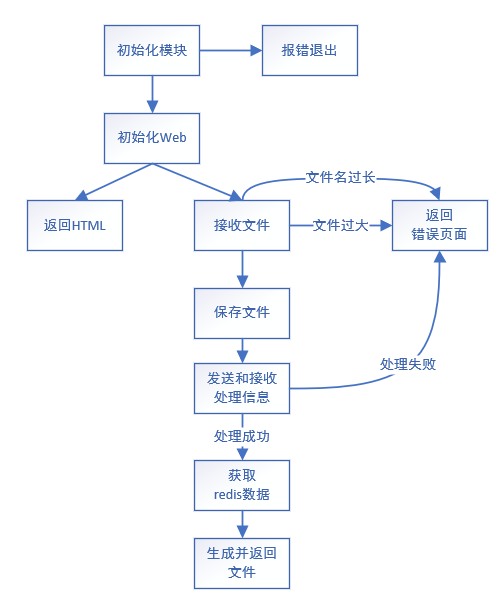 初始化模块
报错退出
初始化Web
文件名过长
返回HTML
接收文件
文件过大
返回
错误页面
保存文件
发送和接收
处理信息
处理失败
处理成功
获取
redis数据
生成并返回
文件